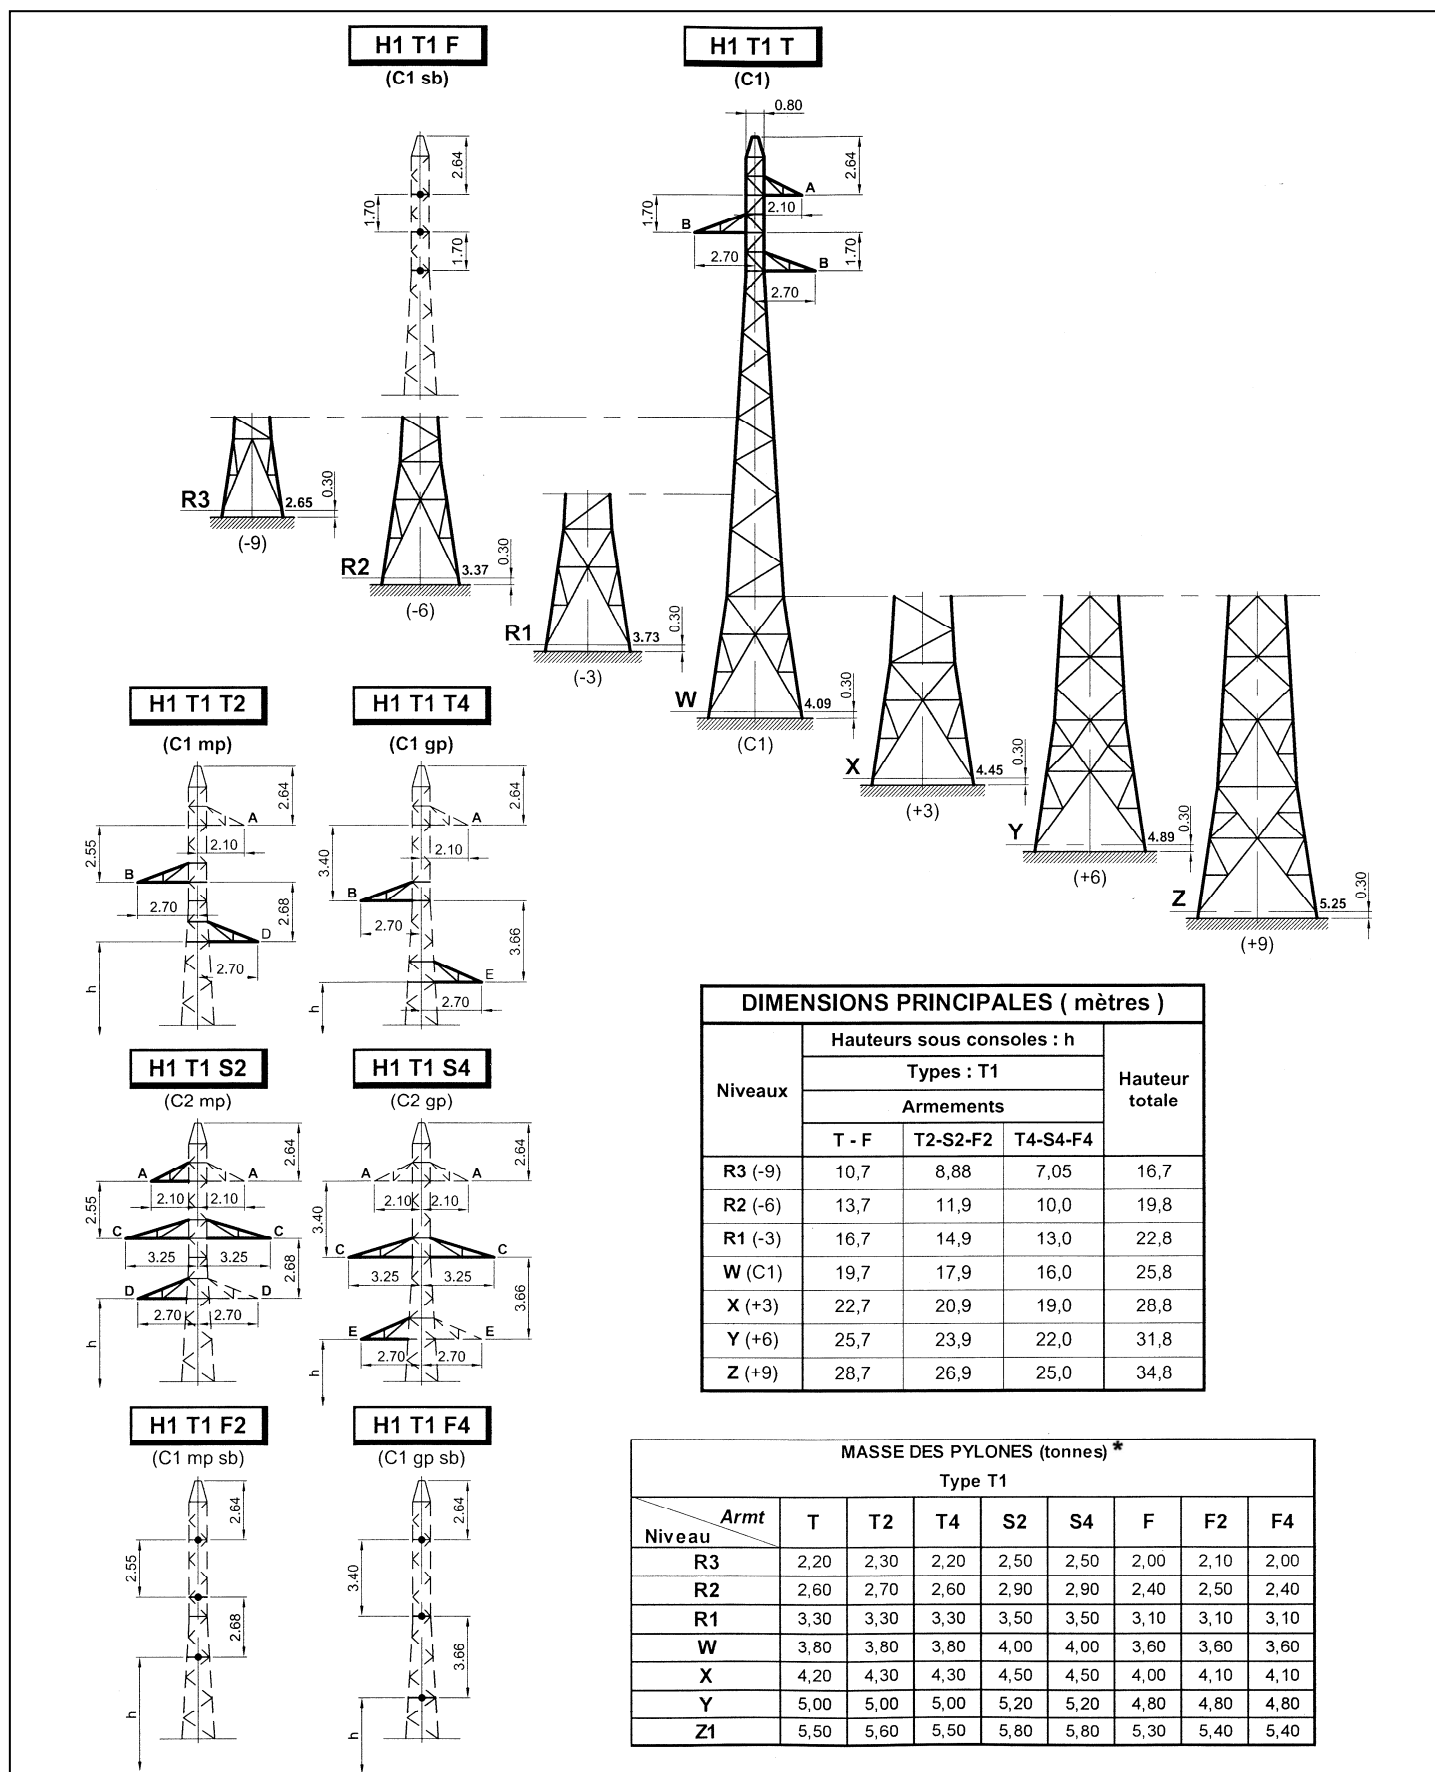 H1 T1 F
(C1 sb)
2.64
1.70
1.70
H1 T1 T
(C1)
0.80
2.64
A
2.10
1.70
B
2.70
B
1.70
2.70
R3
2.65
0.30
(-9)
R2
3.37
0.30
(-6)
R1
3.73
0.30
(-3)
W
4.09
0.30
(C1)
X
4.45
0.30
(+3)
Y
4.89
0.30
(+6)
Z
5.25
0.30
(+9)
H1 T1 T2
(C1 mp)
2.64
A
2.10
2.55
B
2.70
2.68
D
2.70
h
H1 T1 T4
(C1 gp)
2.64
A
2.10
3.40
B
2.70
3.66
E
2.70
h
H1 T1 S2
(C2 mp)
2.64
A A
2.10 2.10
2.55
C C
3.25 3.25
2.68
D D
2.70 2.70
h
H1 T1 S4
(C2 gp)
2.64
A A
2.10 2.10
3.40
C C
3.25 3.25
3.66
E E
2.70 2.70
h
H1 T1 F2
(C1 mp sb)
2.64
2.55
2.68
h
H1 T1 F4
(C1 gp sb)
2.64
3.40
3.66
h
DIMENSIONS PRINCIPALES ( mètres )
Niveaux
Hauteurs sous consoles : h
Types : T1
Armements
Hauteur
totale
T - F T2-S2-F2 T4-S4-F4
R3 (-9) 10,7 8,88 7,05 16,7
R2 (-6) 13,7 11,9 10,0 19,8
R1 (-3) 16,7 14,9 13,0 22,8
W (C1) 19,7 17,9 16,0 25,8
X (+3) 22,7 20,9 19,0 28,8
Y (+6) 25,7 23,9 22,0 31,8
Z (+9) 28,7 26,9 25,0 34,8
MASSE DES PYLONES (tonnes) *
Type T1
Armt
Niveau
T T2 T4 S2 S4 F F2 F4
R3 2,20 2,30 2,20 2,50 2,50 2,00 2,10 2,00
R2 2,60 2,70 2,60 2,90 2,90 2,40 2,50 2,40
R1 3,30 3,30 3,30 3,50 3,50 3,10 3,10 3,10
W 3,80 3,80 3,80 4,00 4,00 3,60 3,60 3,60
X 4,20 4,30 4,30 4,50 4,50 4,00 4,10 4,10
Y 5,00 5,00 5,00 5,20 5,20 4,80 4,80 4,80
Z1 5,50 5,60 5,50 5,80 5,80 5,30 5,40 5,40